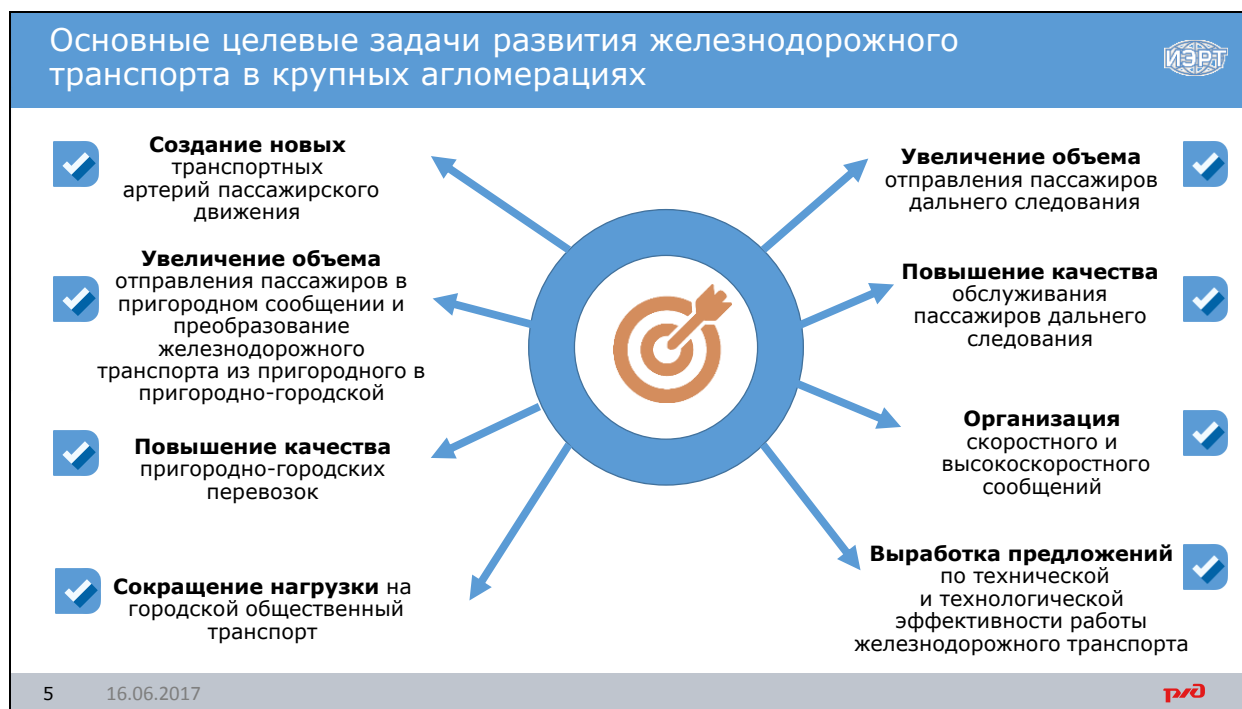 Основные целевые задачи развития железнодорожного
транспорта в крупных агломерациях
ИЭРТ
Создание новых
транспортных
артерий пассажирского
движения
Увеличение объема
отправления пассажиров в
пригородном сообщении и
преобразование
железнодорожного
транспорта из пригородного в
пригородно-городской
Повышение качества
пригородно-городских
перевозок
Сокращение нагрузки на
городской общественный
транспорт
Увеличение объема
отправления пассажиров
дальнего следования
Повышение качества
обслуживания
пассажиров дальнего
следования
Организация
скоростного и
высокоскоростного
сообщений
Выработка предложений
по технической
и технологической
эффективности работы
железнодорожного транспорта
5 16.06.2017
ржд